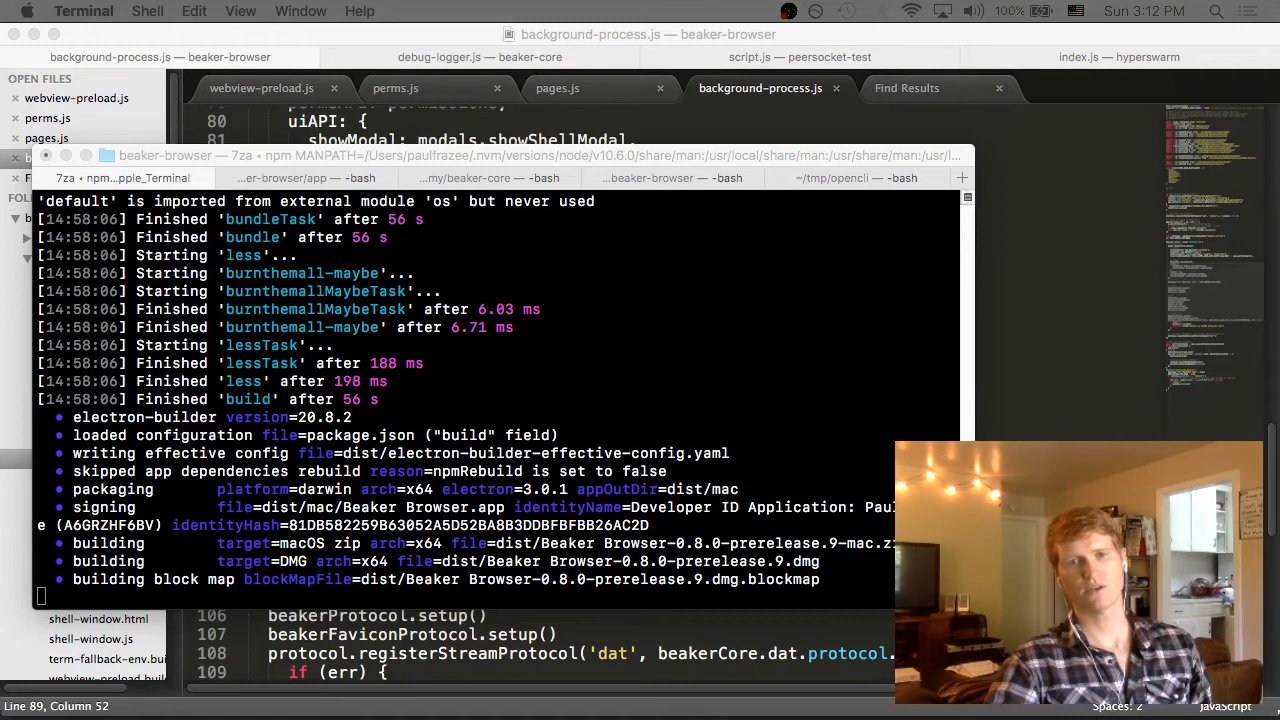 Terminal Shell Edit View Window Help 100% Sun 3:12 PM
background-process.js — beaker-browser
background-process.js — beaker-browser debug-logger.js — beaker-core script.js — peersocket-test index.js — hyperswarm
OPEN FILES
webview-preload.js
perms.js
pages.js
webview-preload.js × perms.js × pages.js × background-process.js × Find Results ×
80 uiAPI: {
81 showModal:
beaker-browser — 7za • npm MANPATH=/Users/paulfrazee/.nvm/versions/node/v10.6.0/share/man:/usr/local/share/man:/usr/share/man:/usr/l…
7za • npm…pple_Terminal …er-browser/ …my/beaker …beaker-browser — -bash ~/tmp/opencli — -bash +
'default' is imported from external module 'os' but never used
[14:58:06] Finished 'bundleTask' after 56 s
[14:58:06] Finished 'bundle' after 56 s
[14:58:06] Starting 'less'...
[14:58:06] Starting 'burnthemall-maybe'...
[14:58:06] Starting 'burnthemallMaybeTask'...
[14:58:06] Finished 'burnthemallMaybeTask' after 6.03 ms
[14:58:06] Finished 'burnthemall-maybe' after 6.71 ms
[14:58:06] Starting 'lessTask'...
[14:58:06] Finished 'lessTask' after 188 ms
[14:58:06] Finished 'less' after 198 ms
[14:58:06] Finished 'build' after 56 s
• electron-builder version=20.8.2
• loaded configuration file=package.json ("build" field)
• writing effective config file=dist/electron-builder-effective-config.yaml
• skipped app dependencies rebuild reason=npmRebuild is set to false
• packaging platform=darwin arch=x64 electron=3.0.1 appOutDir=dist/mac
• signing file=dist/mac/Beaker Browser.app identityName=Developer ID Application: Pau
e (A6GRZHF6BV) identityHash=81DB582259B63052A5D52BA8B3DDBFBFBB26AC2D
• building target=macOS zip arch=x64 file=dist/Beaker Browser-0.8.0-prerelease.9-mac.z
• building target=DMG arch=x64 file=dist/Beaker Browser-0.8.0-prerelease.9.dmg
• building block map blockMapFile=dist/Beaker Browser-0.8.0-prerelease.9.dmg.blockmap
106 beakerProtocol.setup()
107 beakerFaviconProtocol.setup()
108 protocol.registerStreamProtocol('dat', beakerCore.dat.protocol.
109 if (err) {
shell-window.html
shell-window.js
term-fallback-env.bui
webview-preload.buil
Line 89, Column 52 Spaces: 2 JavaScript